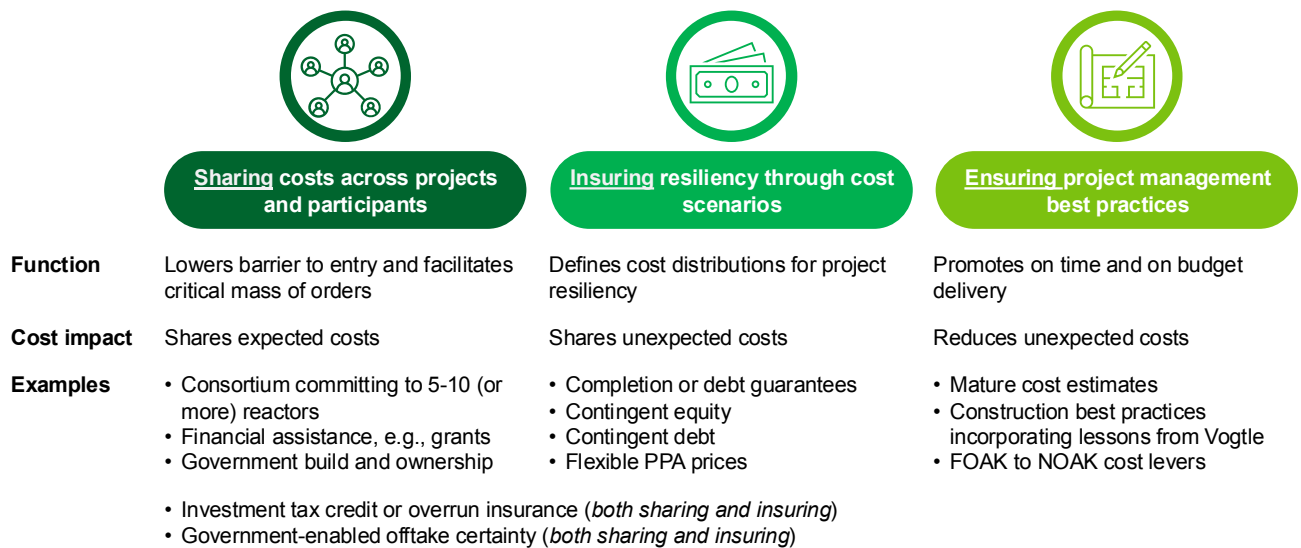 Sharing costs across projects
and participants
Insuring resiliency through cost
scenarios
Ensuring project management
best practices
Function
Lowers barrier to entry and facilitates
critical mass of orders
Defines cost distributions for project
resiliency
Promotes on time and on budget
delivery
Cost impact
Shares expected costs
Shares unexpected costs
Reduces unexpected costs
Examples
• Consortium committing to 5-10 (or
more) reactors
• Financial assistance, e.g., grants
• Government build and ownership
• Completion or debt guarantees
• Contingent equity
• Contingent debt
• Flexible PPA prices
• Mature cost estimates
• Construction best practices
incorporating lessons from Vogtle
• FOAK to NOAK cost levers
• Investment tax credit or overrun insurance (both sharing and insuring)
• Government-enabled offtake certainty (both sharing and insuring)